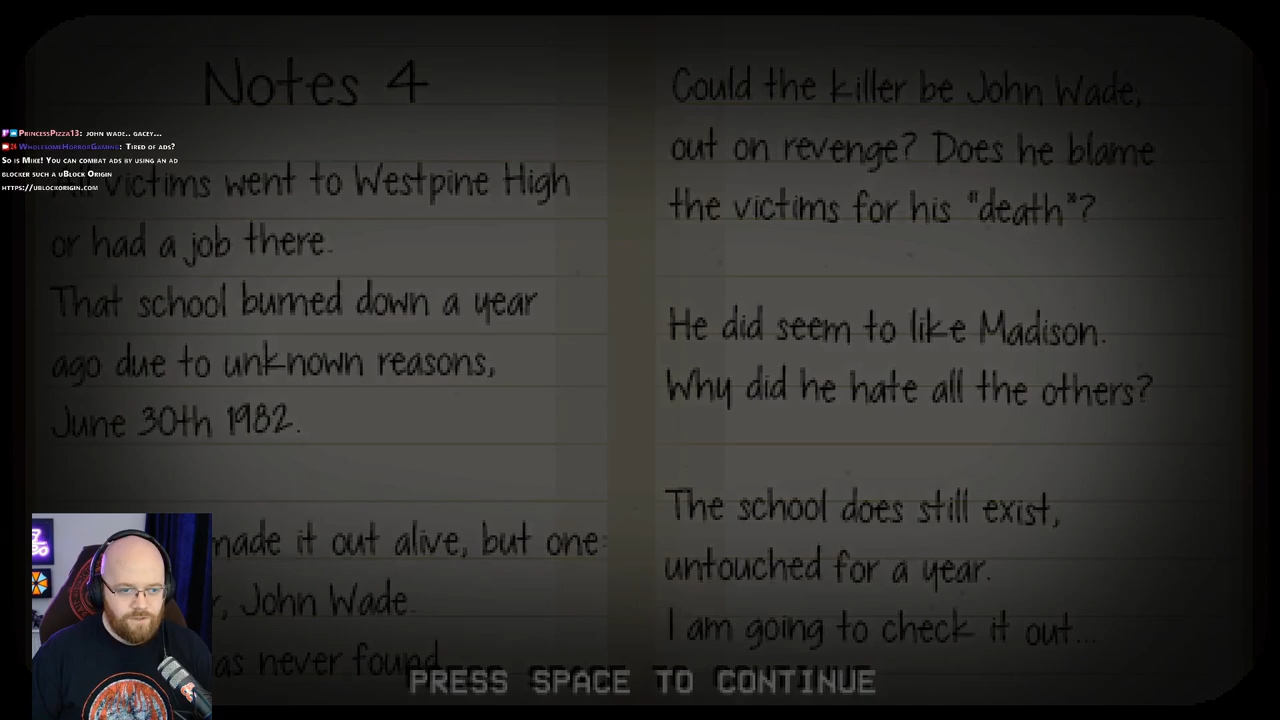 Notes 4
PRINCESSPIZZA13: JOHN WADE.. GACEY...
WHOLESOMEHORRORGAMING: TIRED OF ADS?
SO IS MIKE! YOU CAN COMBAT ADS BY USING AN AD
BLOCKER SUCH A UBLOCK ORIGIN
HTTPS://UBLOCKORIGIN.COM
victims went to Westpine High
or had a job there.
That school burned down a year
ago due to unknown reasons,
June 30th 1982.
made it out alive, but one:
John Wade.
was never found.
Could the killer be John Wade,
out on revenge? Does he blame
the victims for his "death"?
He did seem to like Madison.
Why did he hate all the others?
The school does still exist,
untouched for a year.
I am going to check it out...
PRESS SPACE TO CONTINUE